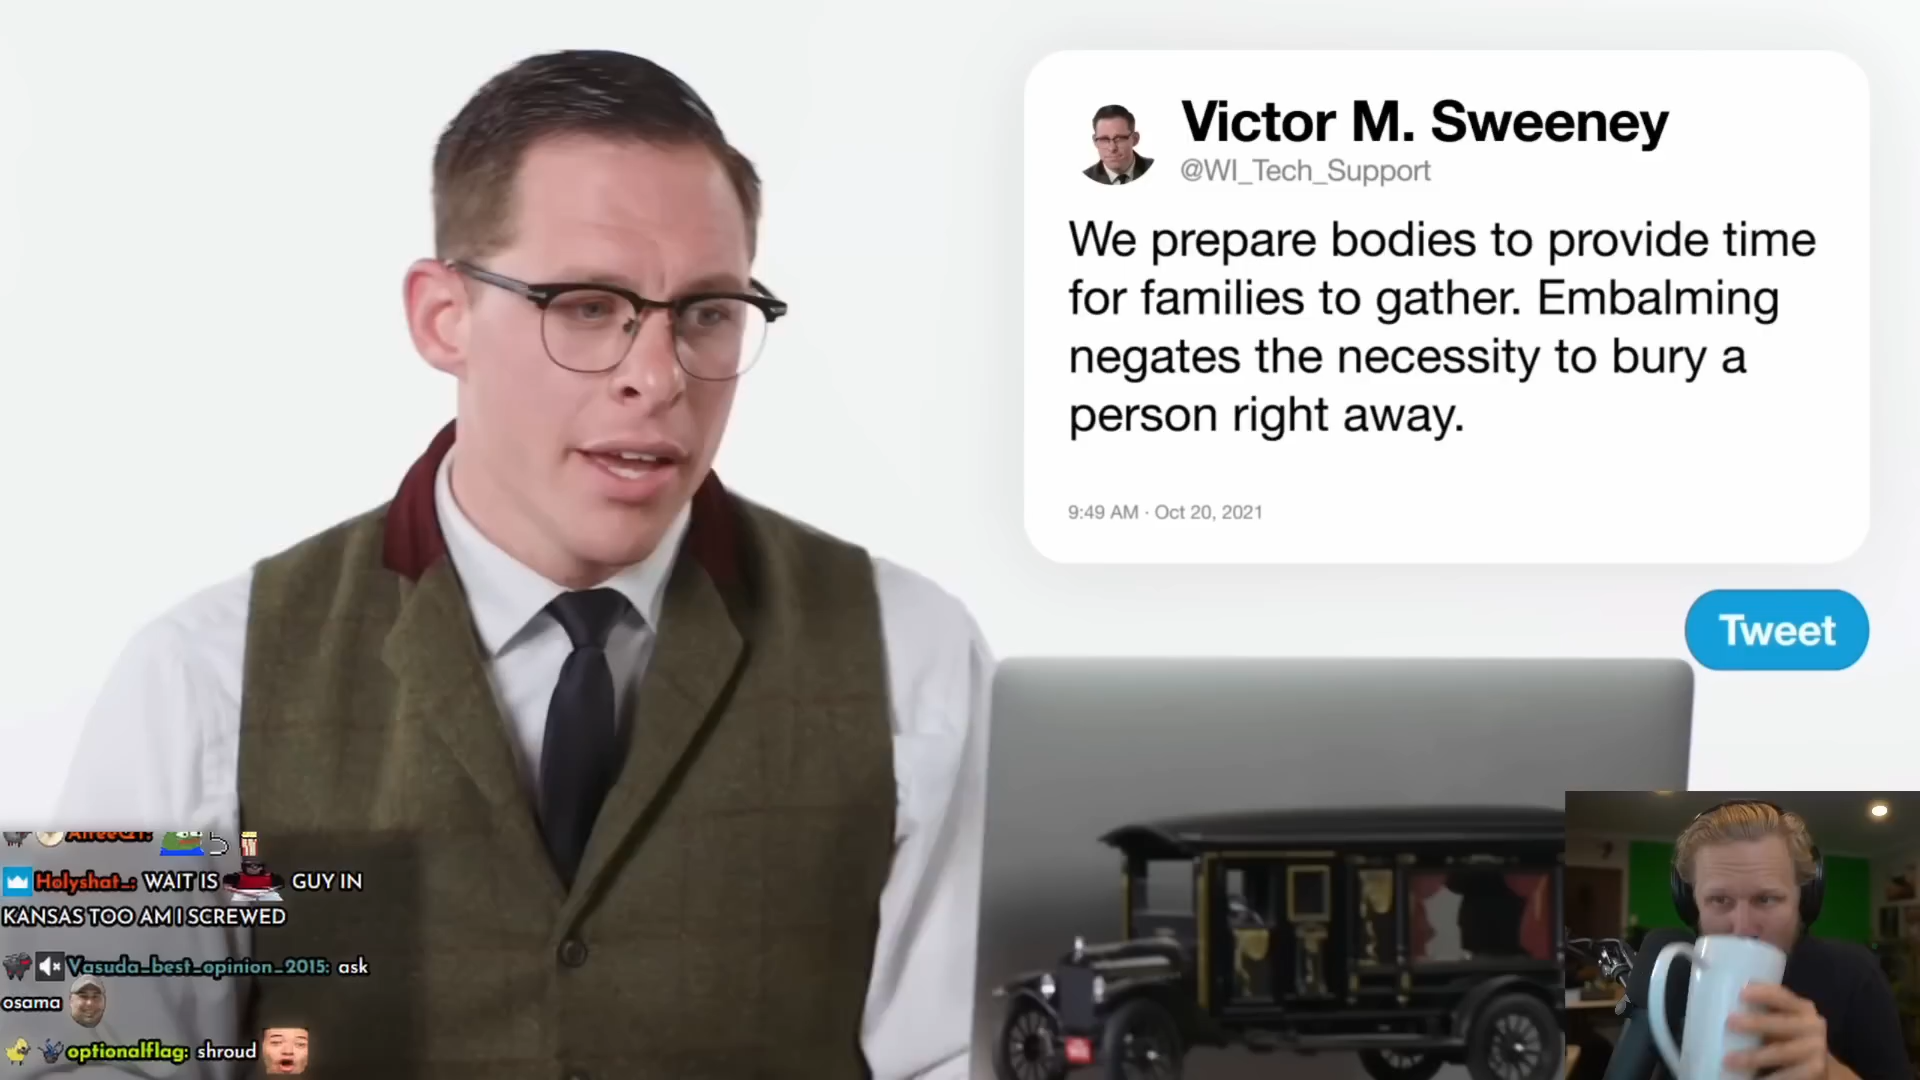 Victor M. Sweeney
@WI_Tech_Support
We prepare bodies to provide time
for families to gather. Embalming
negates the necessity to bury a
person right away.
9:49 AM · Oct 20, 2021
Tweet
Holyshat_: WAIT IS GUY IN
KANSAS TOO AM I SCREWED
Vasuda_best_opinion_2015: ask
osama
optionalflag: shroud